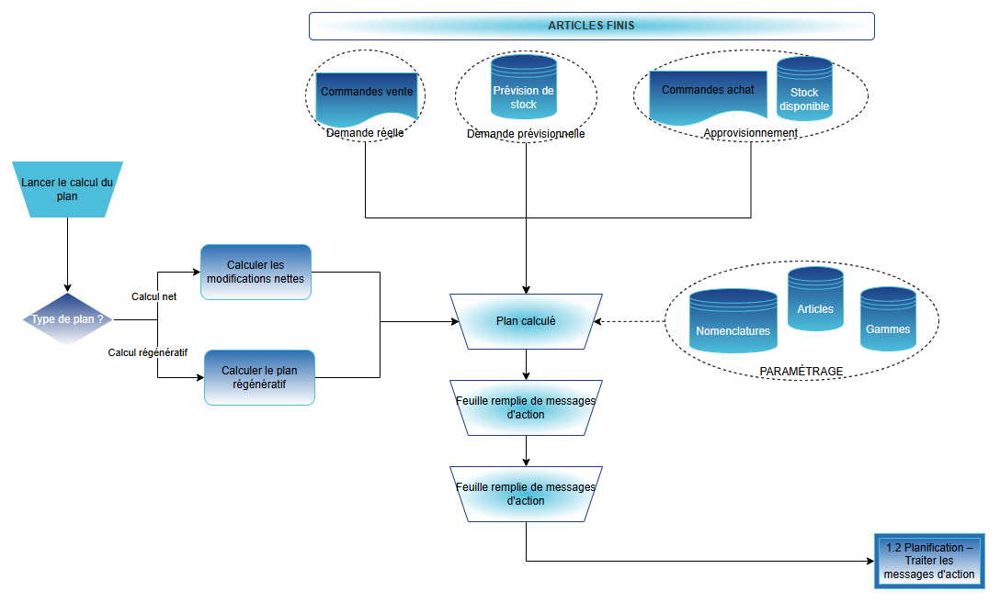 ARTICLES FINIS
Commandes vente
Demande réelle
Prévision de
stock
Demande prévisionnelle
Commandes achat
Stock
disponible
Approvisionnement
Lancer le calcul du
plan
Type de plan ?
Calcul net
Calcul régénératif
Calculer les
modifications nettes
Calculer le plan
régénératif
Plan calculé
Nomenclatures
Articles
Gammes
PARAMÉTRAGE
Feuille remplie de messages
d'action
Feuille remplie de messages
d'action
1.2 Planification –
Traiter les
messages d'action